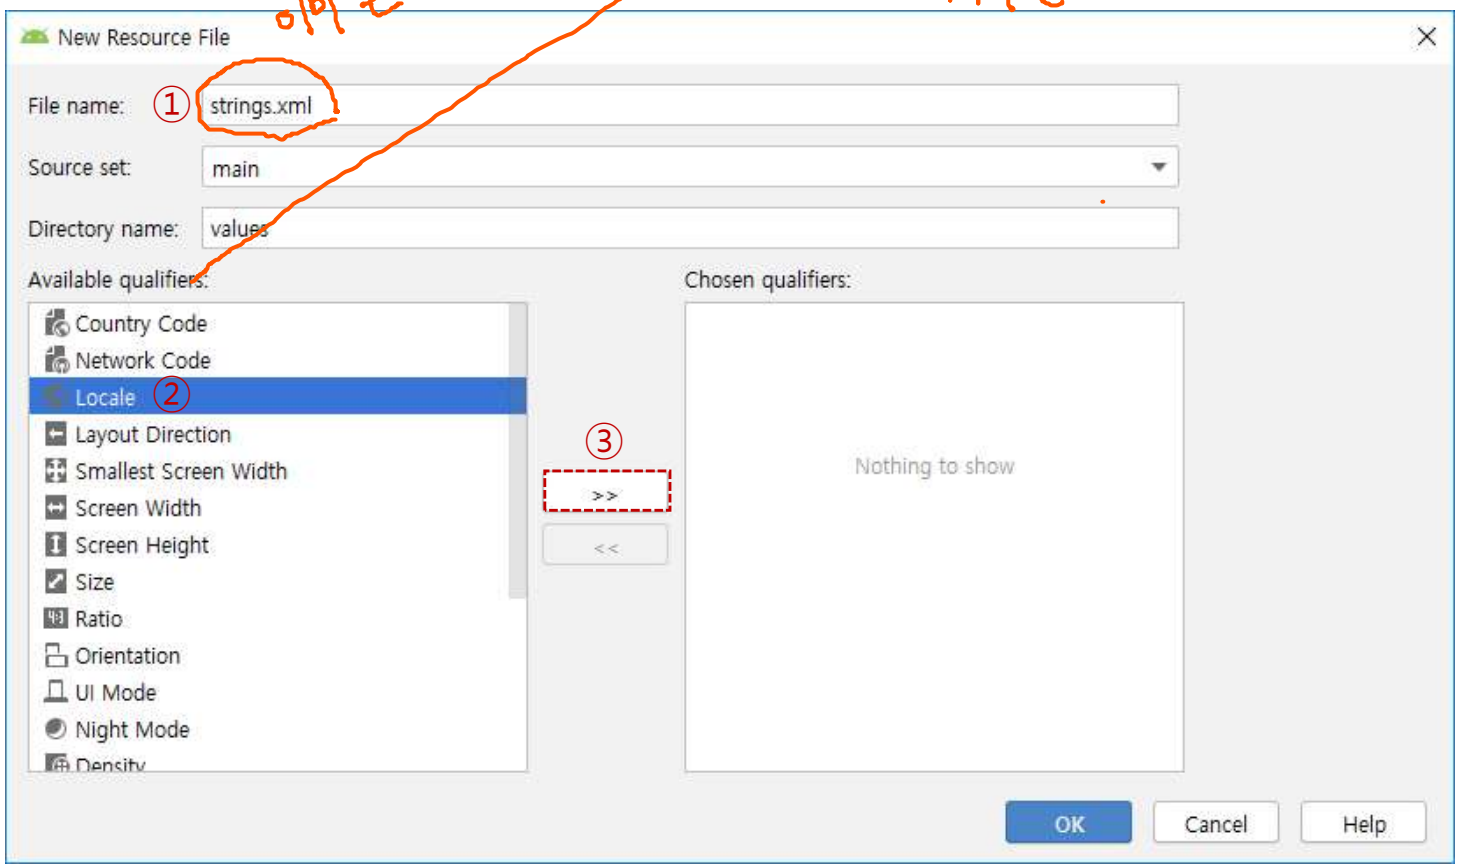 New Resource File
File name: ① strings.xml
Source set: main
Directory name: values
Available qualifiers:
Chosen qualifiers:
Country Code
Network Code
Locale ②
Layout Direction
Smallest Screen Width
Screen Width
Screen Height
Size
Ratio
Orientation
UI Mode
Night Mode
Density
③
>>
<<
Nothing to show
OK Cancel Help